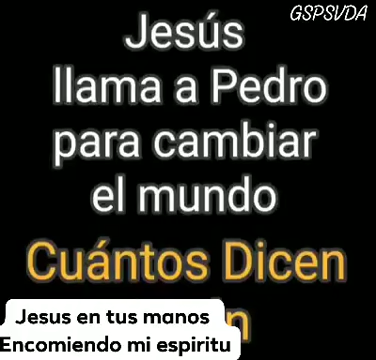 GSPSVDA
Jesús
llama a Pedro
para cambiar
el mundo
Cuántos Dicen
Jesus en tus manos
Encomiendo mi espiritu